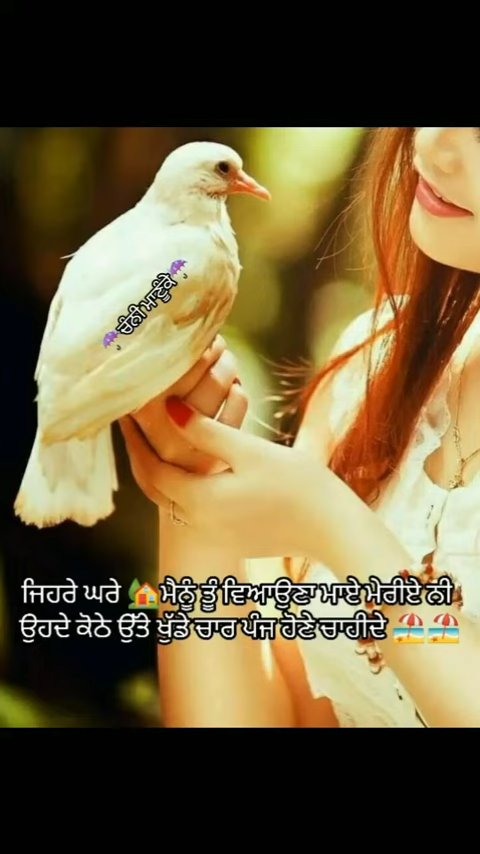 ☔ਚੰਨੀ ਮਾਣੂੰਕੇ☔
ਜਿਹਰੇ ਘਰੇ 🏡ਮੈਨੂੰ ਤੂੰ ਵਿਆਉਣਾ ਮਾਏ ਮੇਰੀਏ ਨੀ
ਉਹਦੇ ਕੋਠੇ ਉੱਤੇ ਖੁੱਡੇ ਚਾਰ ਪੰਜ ਹੋਣੇ ਚਾਹੀਦੇ 🏖️🏖️